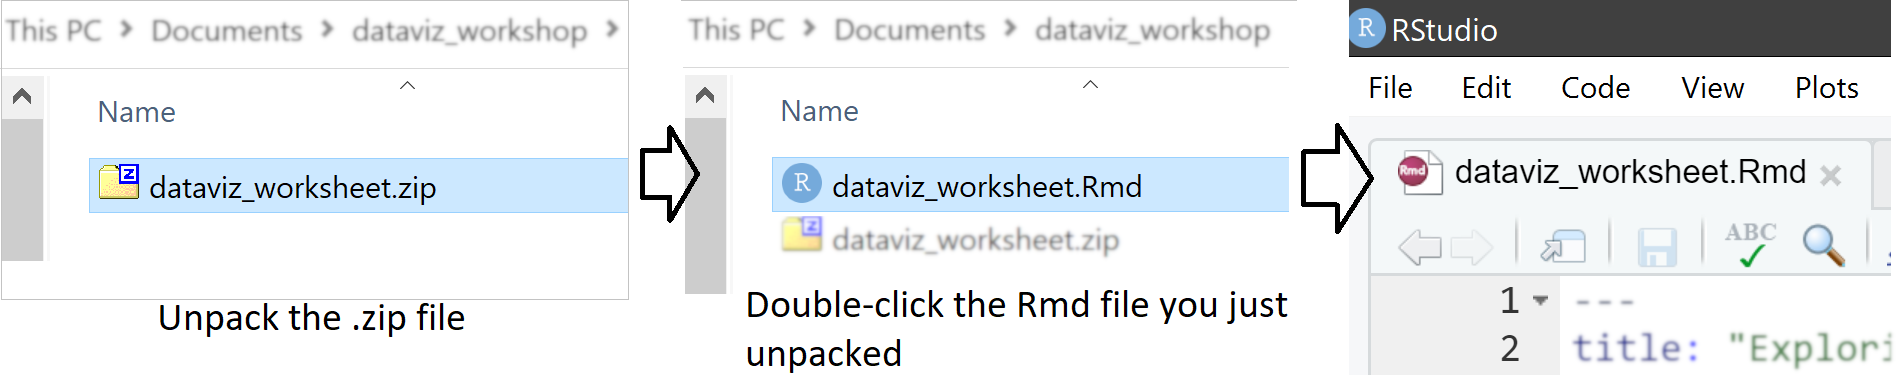 This PC > Documents > dataviz_workshop >
Name
dataviz_worksheet.zip
Unpack the .zip file
This PC > Documents > dataviz_workshop
Name
R dataviz_worksheet.Rmd
dataviz_worksheet.zip
Double-click the Rmd file you just
unpacked
R RStudio
File Edit Code View Plots
Rmd dataviz_worksheet.Rmd
ABC
1 ---
2 title: "Explori